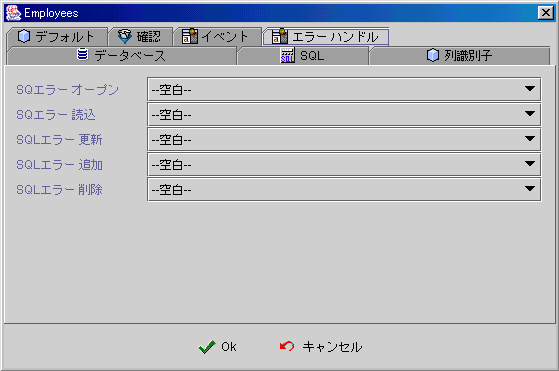 Employees
デフォルト 確認 イベント エラー ハンドル
データベース SQL 列識別子
SQエラー オープン --空白--
SQエラー 読込 --空白--
SQLエラー 更新 --空白--
SQLエラー 追加 --空白--
SQLエラー 削除 --空白--
Ok キャンセル